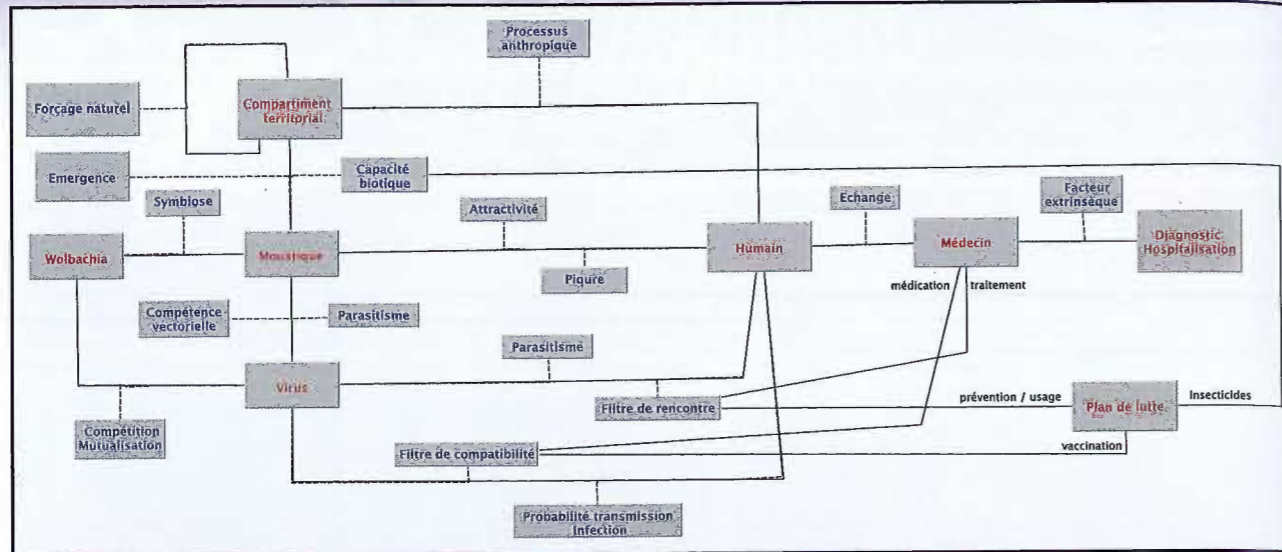 Processus
anthropique
Forçage naturel
Compartiment
territorial
Emergence
Capacité
biotique
Symbiose
Attractivité
Echange
Facteur
extrinsèque
Wolbachia
Moustique
Humain
Médecin
Diagnostic
Hospitalisation
Piqure
médication
traitement
Compétence
vectorielle
Parasitisme
Parasitisme
Virus
Filtre de rencontre
prévention / usage
Plan de lutte
Insecticides
Compétition
Mutualisation
Filtre de compatibilité
vaccination
Probabilité transmission
Infection